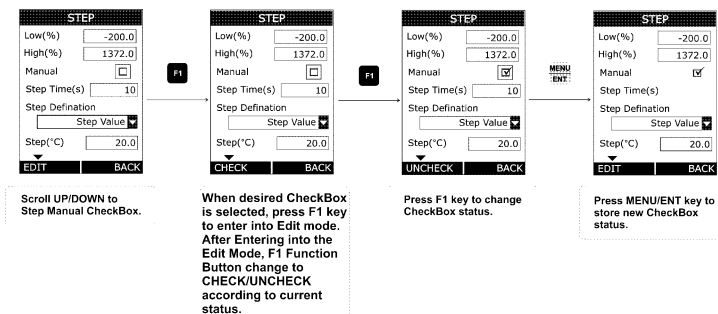 STEP
Low(%) -200.0
High(%) 1372.0
Manual
Step Time(s) 10
Step Defination
Step Value
Step(°C) 20.0
EDIT BACK
Scroll UP/DOWN to
Step Manual CheckBox.
F1
STEP
Low(%) -200.0
High(%) 1372.0
Manual
Step Time(s) 10
Step Defination
Step Value
Step(°C) 20.0
CHECK BACK
When desired CheckBox
is selected, press F1 key
to enter into Edit mode.
After Entering into the
Edit Mode, F1 Function
Button change to
CHECK/UNCHECK
according to current
status.
F1
STEP
Low(%) -200.0
High(%) 1372.0
Manual
Step Time(s) 10
Step Defination
Step Value
Step(°C) 20.0
UNCHECK BACK
Press F1 key to change
CheckBox status.
MENU
ENT
STEP
Low(%) -200.0
High(%) 1372.0
Manual
Step Time(s)
Step Defination
Step Value
Step(°C) 20.0
EDIT BACK
Press MENU/ENT key to
store new CheckBox
status.